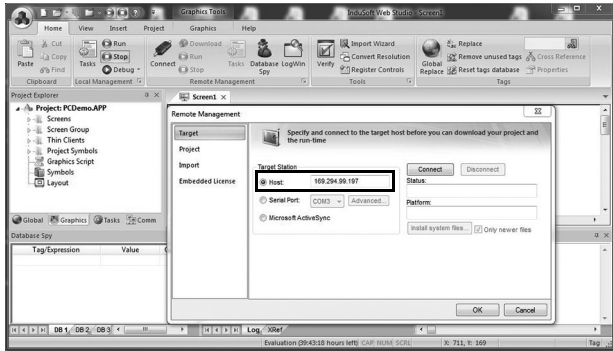 Graphics Tools
InduSoft Web Studio - Screen1
Home View Insert Project Graphics Help
Paste
Cut
Copy
Find
Clipboard
Tasks
Run
Stop
Debug
Local Management
Connect
Download
Run
Stop
Tasks
Database Spy
LogWin
Remote Management
Verify
Import Wizard
Convert Resolution
Register Controls
Tools
Global Replace
Replace
Remove unused tags
Reset tags database
Cross Reference
Properties
Tags
Project Explorer
Project: PCDemo.APP
Screens
Screen Group
Thin Clients
Project Symbols
Graphics Script
Symbols
Layout
Global Graphics Tasks Comm
Screen1
Remote Management
Target
Project
Import
Embedded License
Specify and connect to the target host before you can download your project and
the run-time
Target Station
Host: 169.294.99.197
Serial Port: COM3 Advanced...
Microsoft ActiveSync
Connect Disconnect
Status:
Platform:
Install system files... Only newer files
OK Cancel
Database Spy
Tag/Expression Value
DB 1 DB 2 DB 3
Log XRef
Evaluation (39:43:18 hours left) CAP NUM SCRL X: 711, Y: 169 Tag